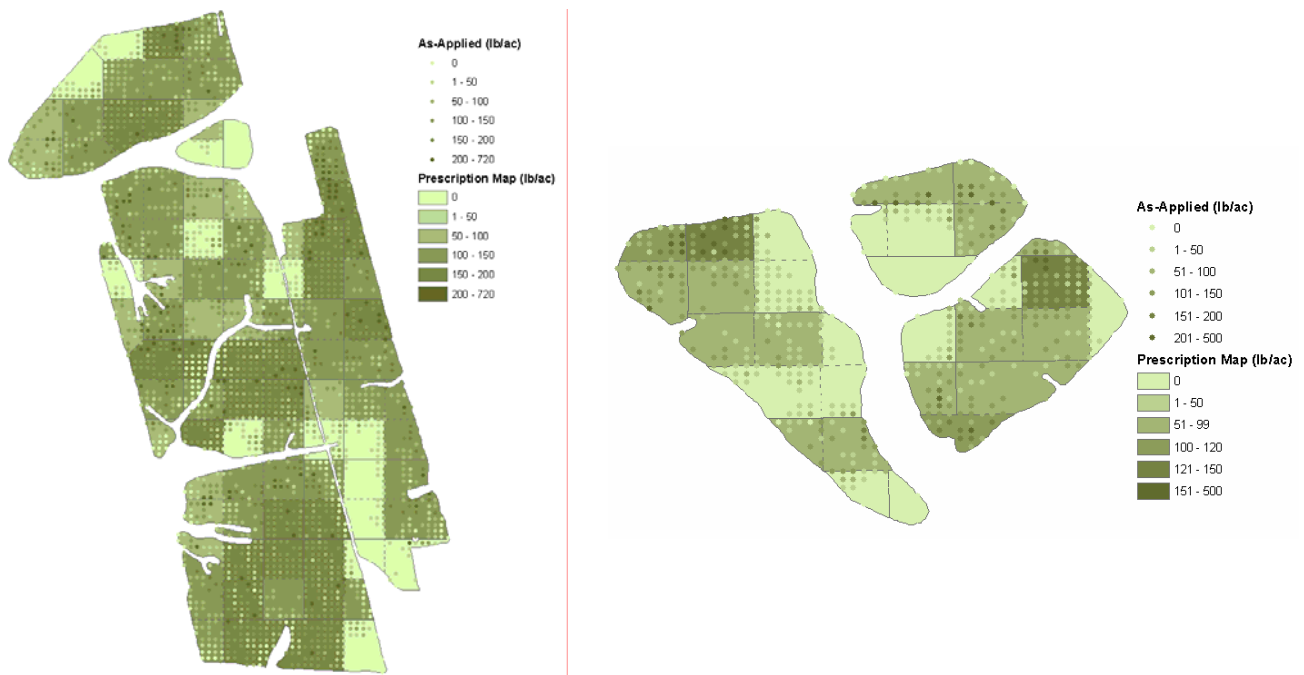 As-Applied (lb/ac)
0
1 - 50
50 - 100
100 - 150
150 - 200
200 - 720
Prescription Map (lb/ac)
0
1 - 50
50 - 100
100 - 150
150 - 200
200 - 720
As-Applied (lb/ac)
0
1 - 50
51 - 100
101 - 150
151 - 200
201 - 500
Prescription Map (lb/ac)
0
1 - 50
51 - 99
100 - 120
121 - 150
151 - 500